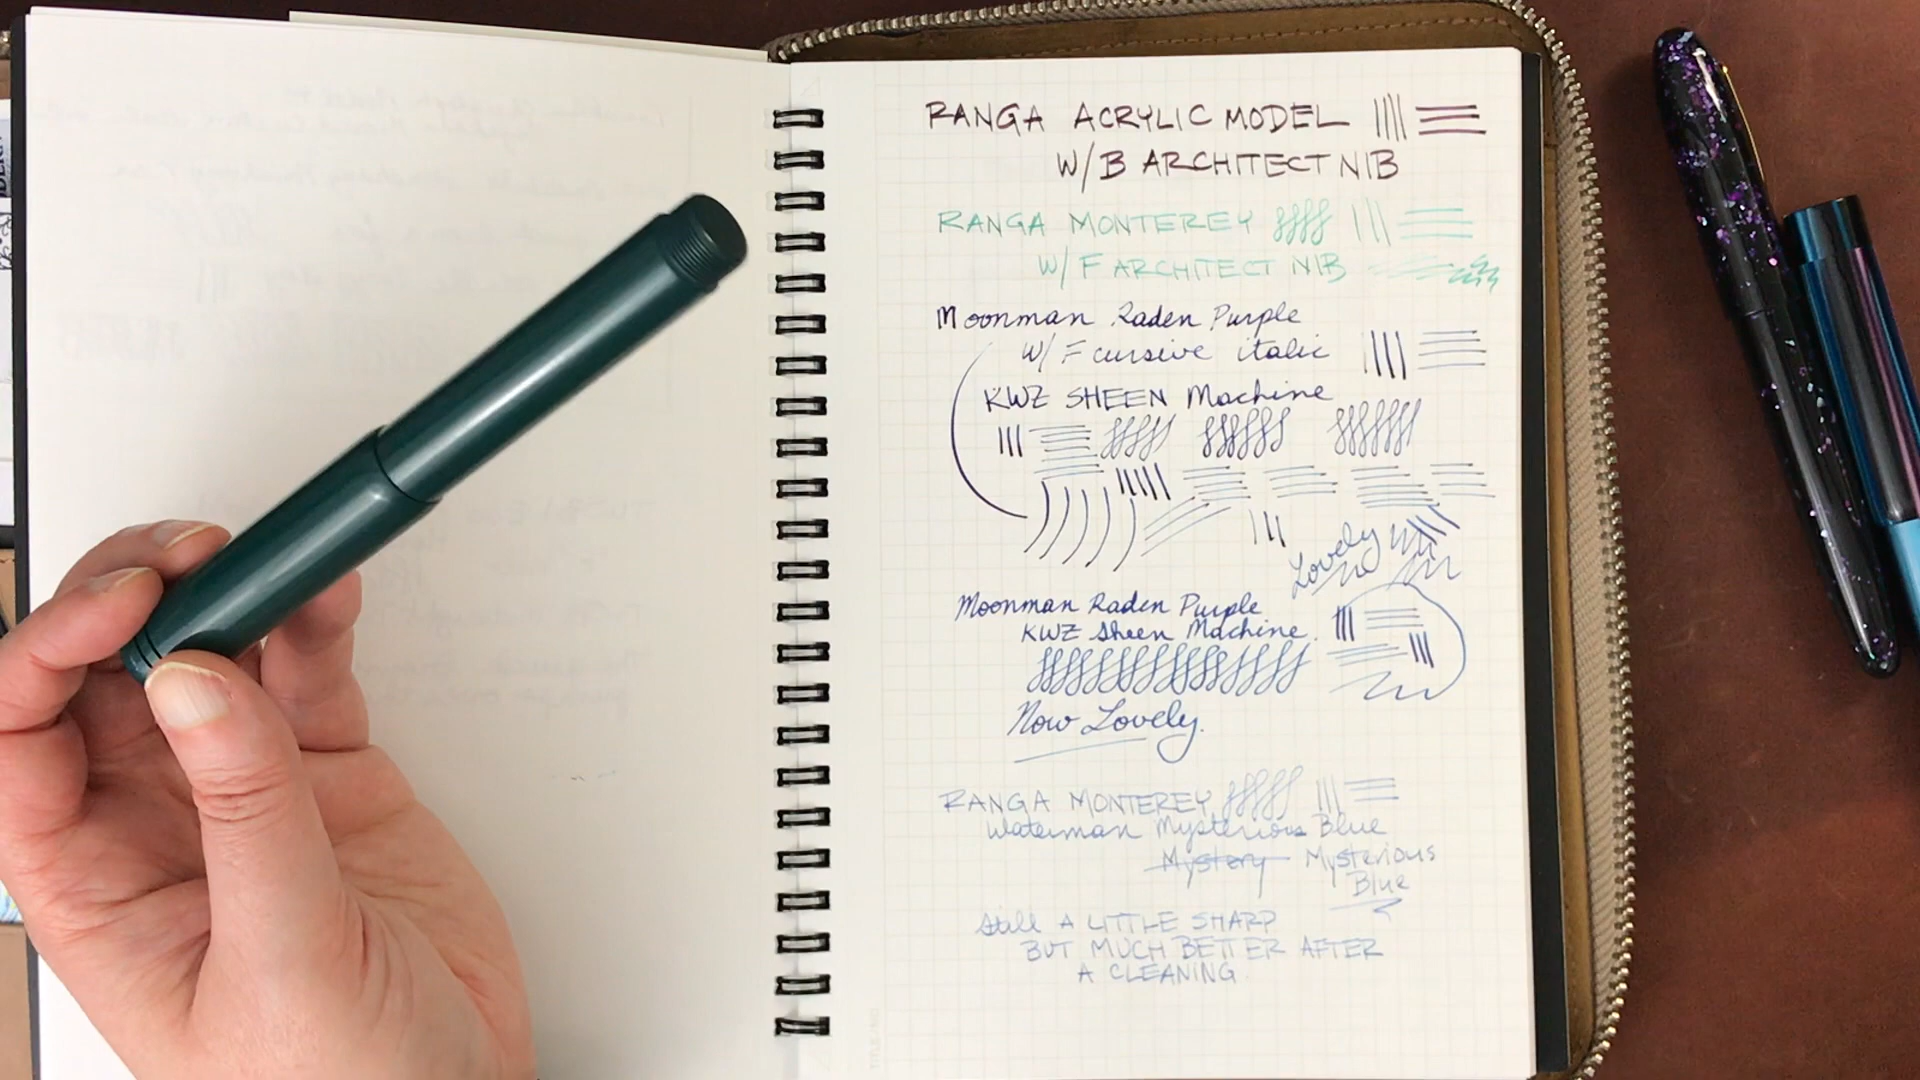 RANGA ACRYLIC MODEL
W/B ARCHITECT NIB
RANGA MONTEREY
W/ F ARCHITECT NIB
Moonman Raden Purple
W/ F cursive italic
KWZ SHEEN Machine
Lovely
Moonman Raden Purple
KWZ Sheen Machine.
Now Lovely.
RANGA MONTEREY
Waterman Mysterious Blue
Mystery Mysterious
Blue
Still A LITTLE SHARP
BUT MUCH BETTER AFTER
A CLEANING.